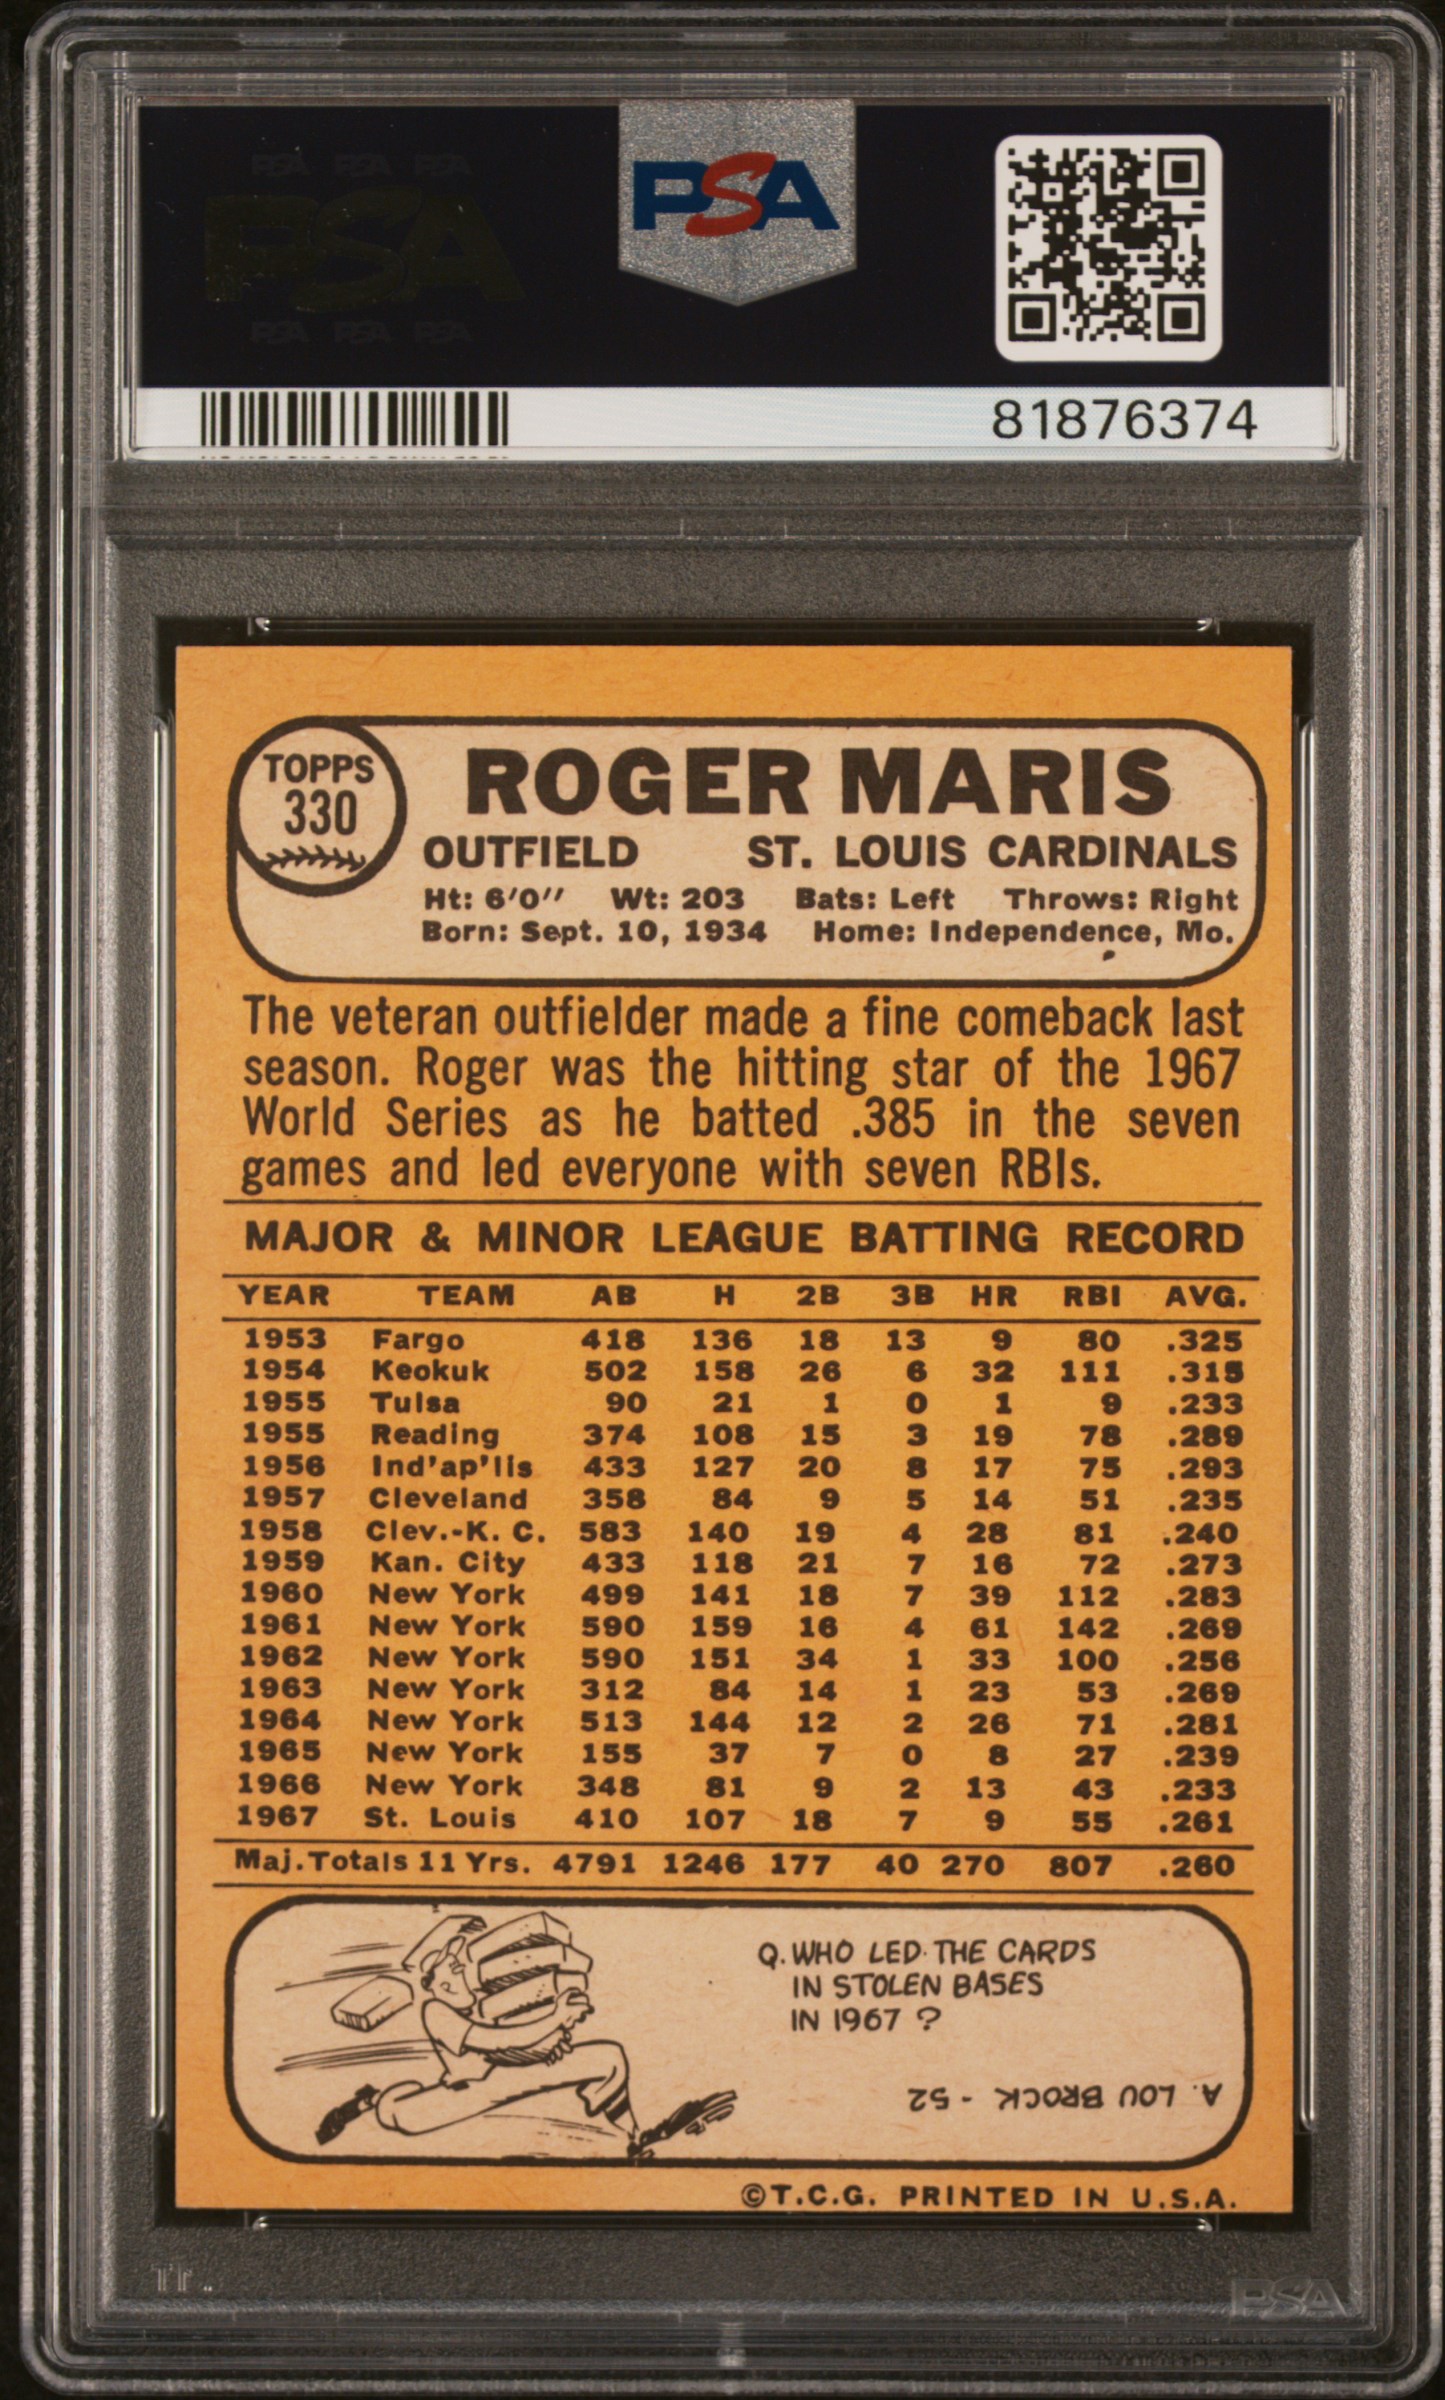 PSA PSA PSA
PSA
PSA PSA PSA
PSA
81876374
TOPPS
330
ROGER MARIS
OUTFIELD ST. LOUIS CARDINALS
Ht: 6'0" Wt: 203 Bats: Left Throws: Right
Born: Sept. 10, 1934 Home: Independence, Mo.
The veteran outfielder made a fine comeback last
season. Roger was the hitting star of the 1967
World Series as he batted .385 in the seven
games and led everyone with seven RBIs.
MAJOR & MINOR LEAGUE BATTING RECORD
YEAR TEAM AB H 2B 3B HR RBI AVG.
1953 Fargo 418 136 18 13 9 80 .325
1954 Keokuk 502 158 26 6 32 111 .315
1955 Tulsa 90 21 1 0 1 9 .233
1955 Reading 374 108 15 3 19 78 .289
1956 Ind'ap'lis 433 127 20 8 17 75 .293
1957 Cleveland 358 84 9 5 14 51 .235
1958 Clev.-K. C. 583 140 19 4 28 81 .240
1959 Kan. City 433 118 21 7 16 72 .273
1960 New York 499 141 18 7 39 112 .283
1961 New York 590 159 16 4 61 142 .269
1962 New York 590 151 34 1 33 100 .256
1963 New York 312 84 14 1 23 53 .269
1964 New York 513 144 12 2 26 71 .281
1965 New York 155 37 7 0 8 27 .239
1966 New York 348 81 9 2 13 43 .233
1967 St. Louis 410 107 18 7 9 55 .261
Maj. Totals 11 Yrs. 4791 1246 177 40 270 807 .260
Q. WHO LED THE CARDS
IN STOLEN BASES
IN 1967 ?
A. LOU BROCK - 52
©T.C.G. PRINTED IN U.S.A.
PSA